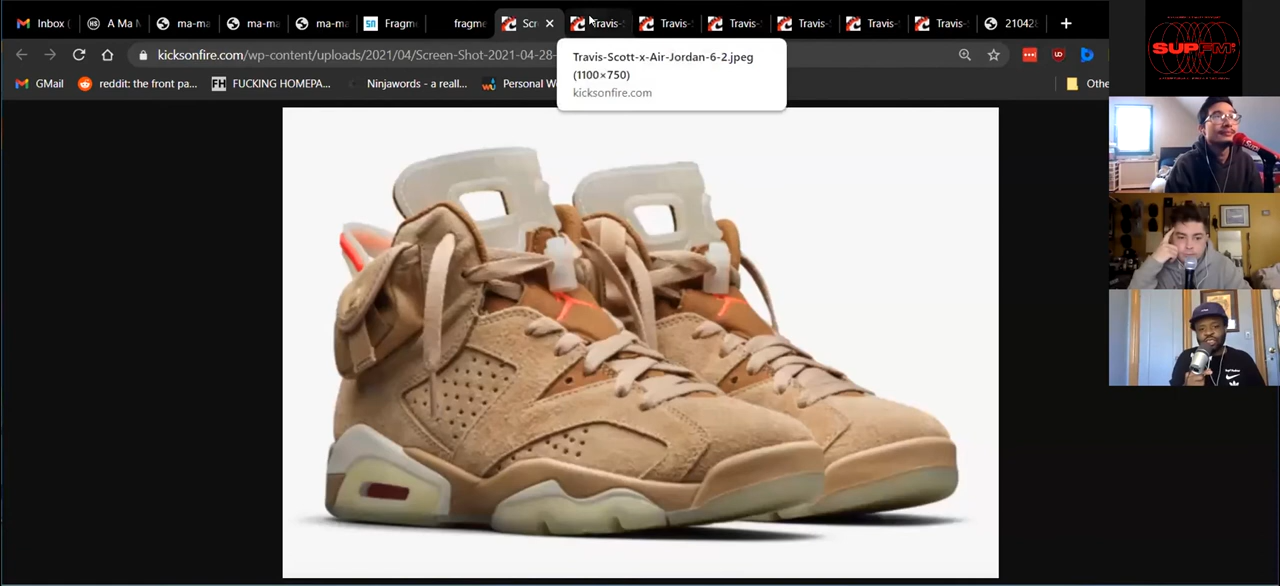 Inbox (
A Ma M
ma-ma
ma-ma
ma-ma
Fragm
fragme
Scr
Travis-
Travis-
Travis-
Travis-
Travis-
Travis-
21042
kicksonfire.com/wp-content/uploads/2021/04/Screen-Shot-2021-04-28-
Travis-Scott-x-Air-Jordan-6-2.jpeg
(1100×750)
kicksonfire.com
GMail
reddit: the front pa...
FH
FUCKING HOMEPA...
Ninjawords - a reall...
Personal W
Othe
SUPFM